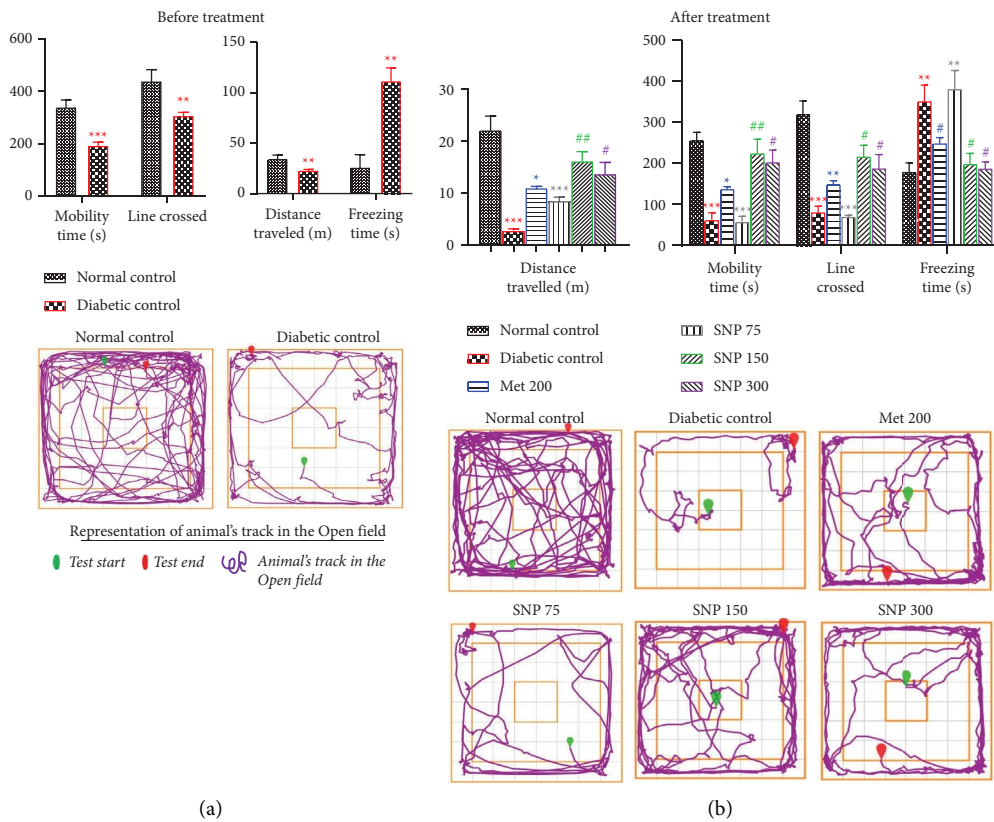 Before treatment
600
400
200
0
***
**
Mobility
time (s)
Line crossed
150
100
50
0
**
**
Distance
traveled (m)
Freezing
time (s)
Normal control
Diabetic control
Normal control
Diabetic control
Representation of animal's track in the Open field
Test start
Test end
Animal's track in the
Open field
(a)
After treatment
30
20
10
0
***
*
***
##
#
Distance
travelled (m)
500
400
300
200
100
0
***
*
***
##
#
***
**
***
#
#
**
#
**
#
#
Mobility
time (s)
Line
crossed
Freezing
time (s)
Normal control
Diabetic control
Met 200
SNP 75
SNP 150
SNP 300
Normal control
Diabetic control
Met 200
SNP 75
SNP 150
SNP 300
(b)